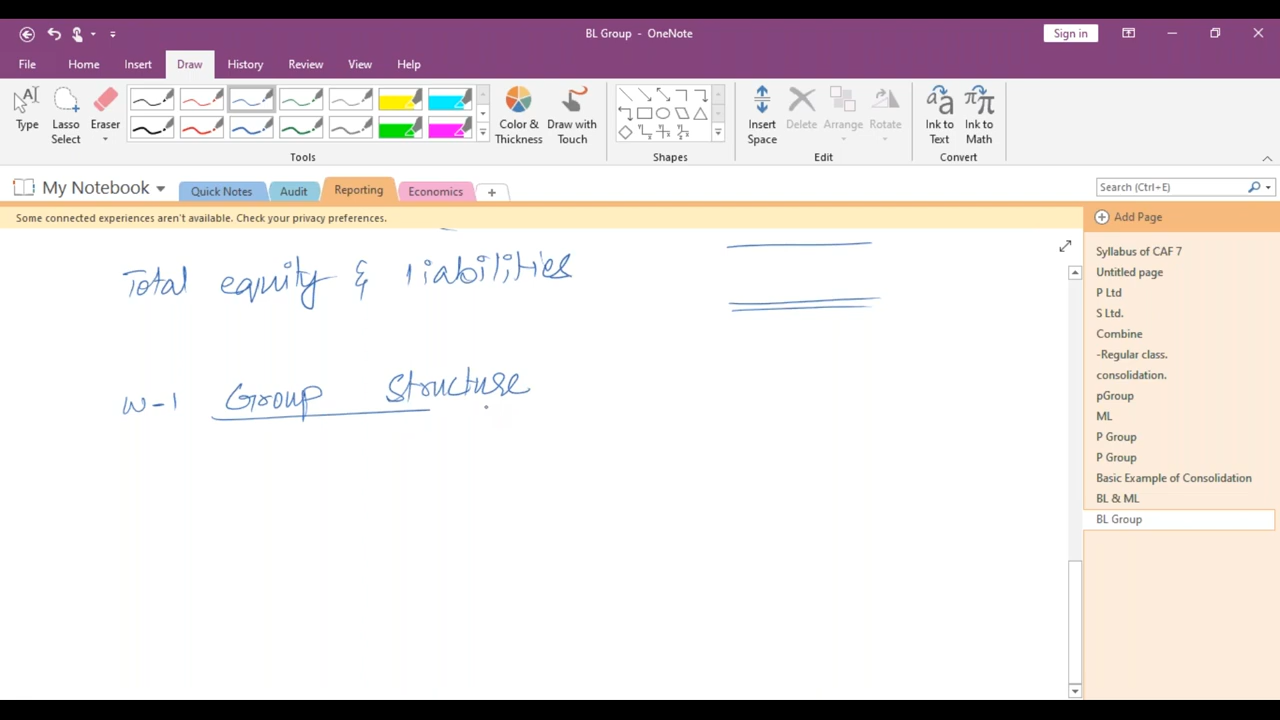 BL Group - OneNote
Sign in
File Home Insert Draw History Review View Help
Type
Lasso Select
Eraser
Color & Thickness
Draw with Touch
Insert Space
Delete
Arrange
Rotate
Ink to Text
Ink to Math
Tools
Shapes
Edit
Convert
My Notebook
Quick Notes
Audit
Reporting
Economics
Search (Ctrl+E)
Some connected experiences aren't available. Check your privacy preferences.
Total equity & liabilities
W-1 Group Structure
Add Page
Syllabus of CAF 7
Untitled page
P Ltd
S Ltd.
Combine
-Regular class.
consolidation.
pGroup
ML
P Group
P Group
Basic Example of Consolidation
BL & ML
BL Group